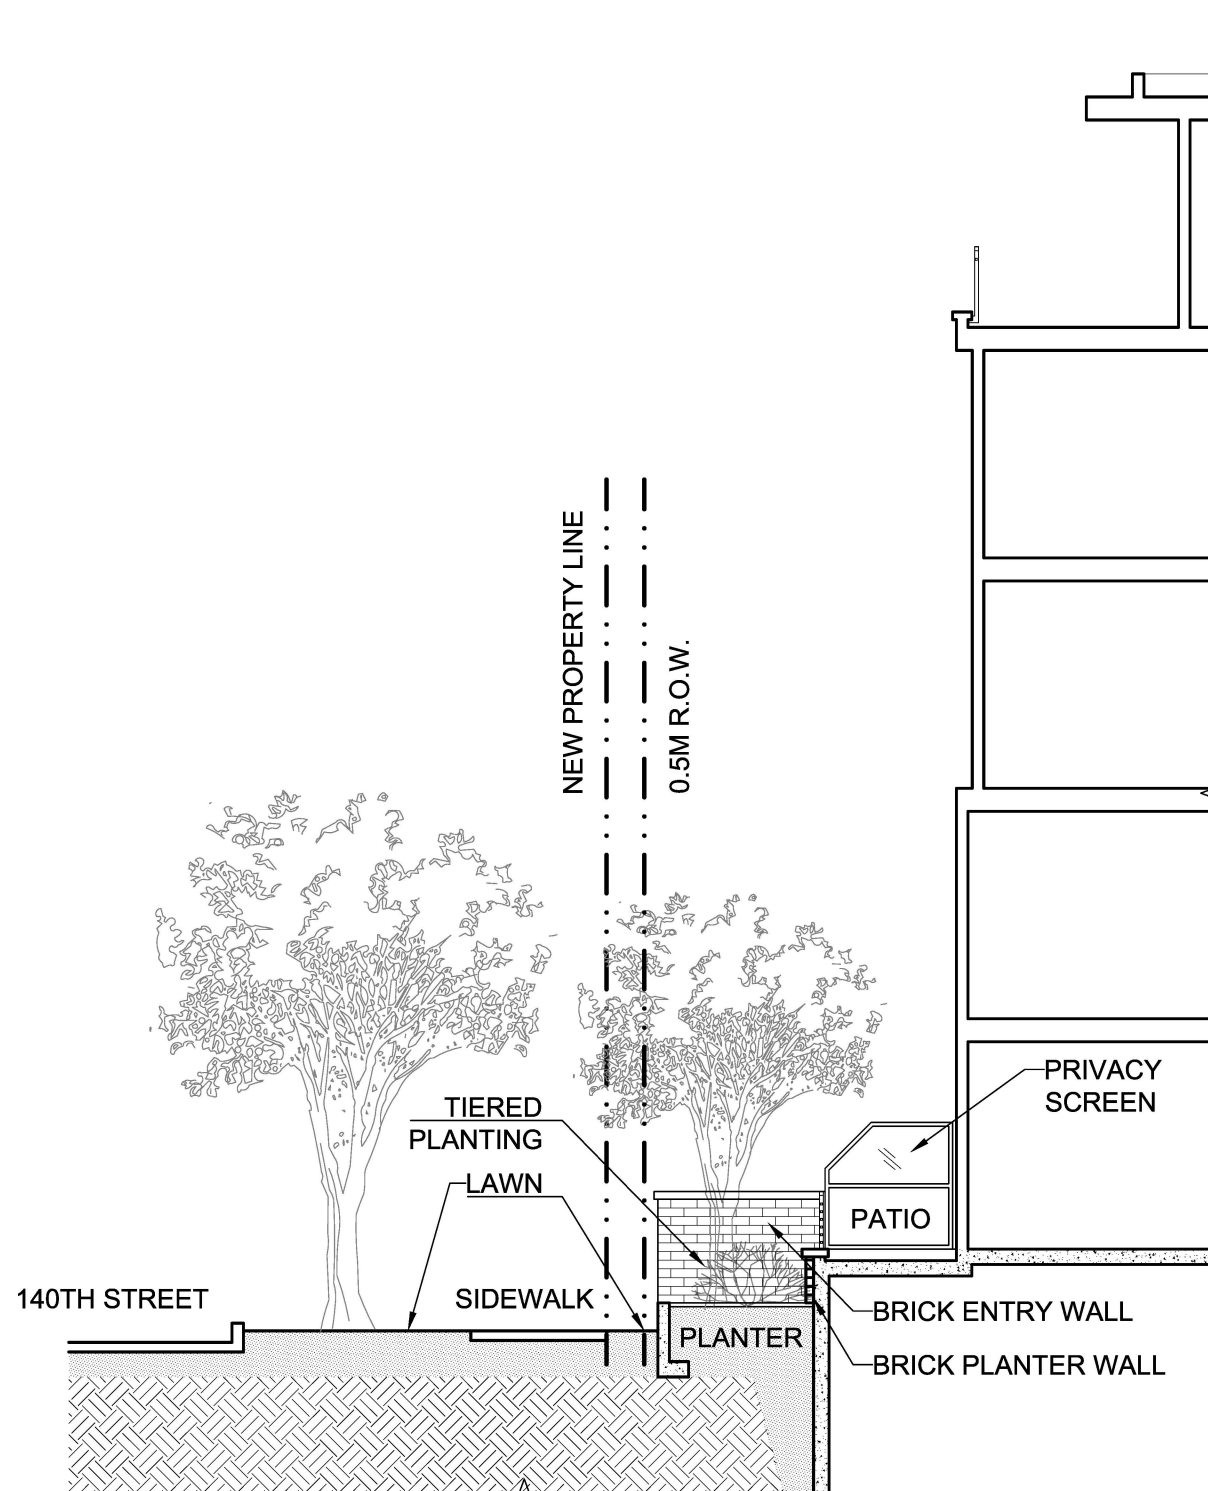 NEW PROPERTY LINE
0.5M R.O.W.
PRIVACY
SCREEN
TIERED
PLANTING
LAWN
PATIO
140TH STREET
SIDEWALK
BRICK ENTRY WALL
PLANTER
BRICK PLANTER WALL